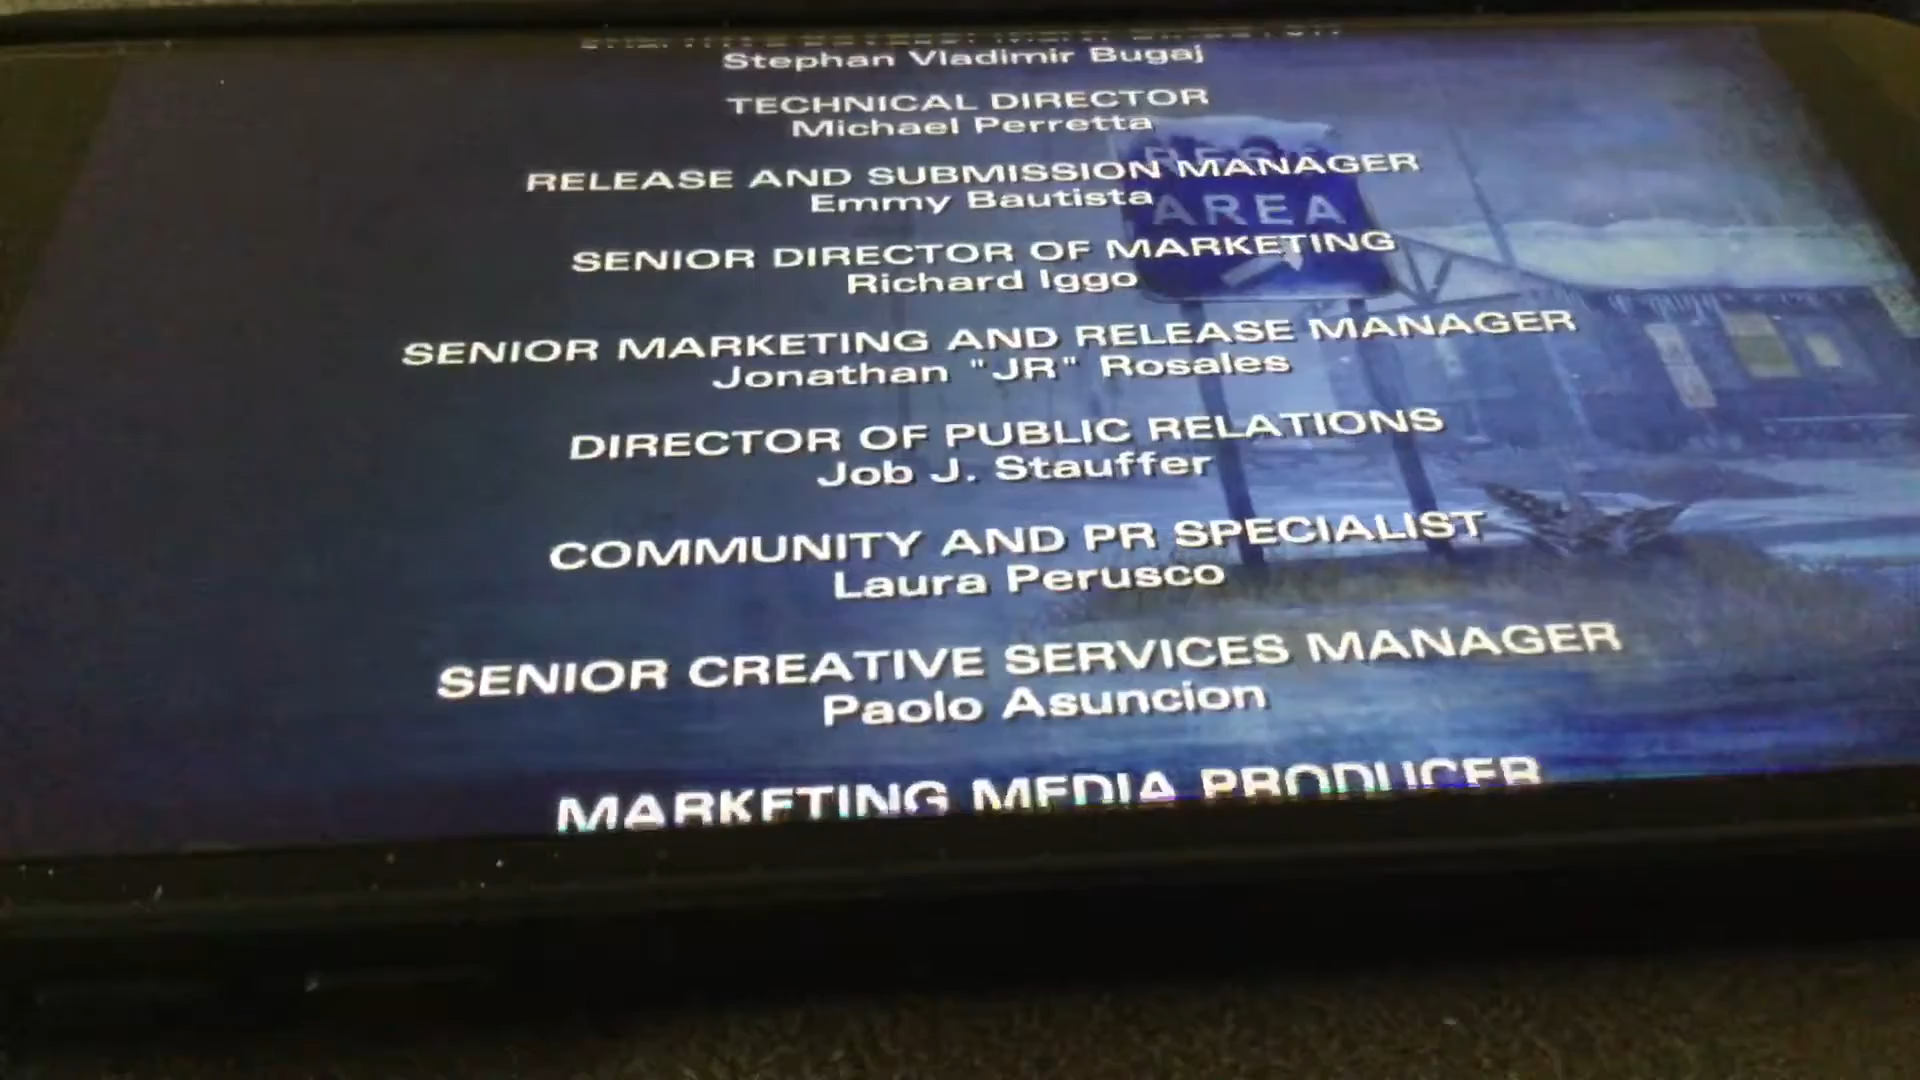 Stephan Vladimir Bugaj
TECHNICAL DIRECTOR
Michael Perretta
RELEASE AND SUBMISSION MANAGER
Emmy Bautista
SENIOR DIRECTOR OF MARKETING
Richard Iggo
SENIOR MARKETING AND RELEASE MANAGER
Jonathan "JR" Rosales
DIRECTOR OF PUBLIC RELATIONS
Job J. Stauffer
COMMUNITY AND PR SPECIALIST
Laura Perusco
SENIOR CREATIVE SERVICES MANAGER
Paolo Asuncion
MARKETING MEDIA PRODUCER
REST
AREA